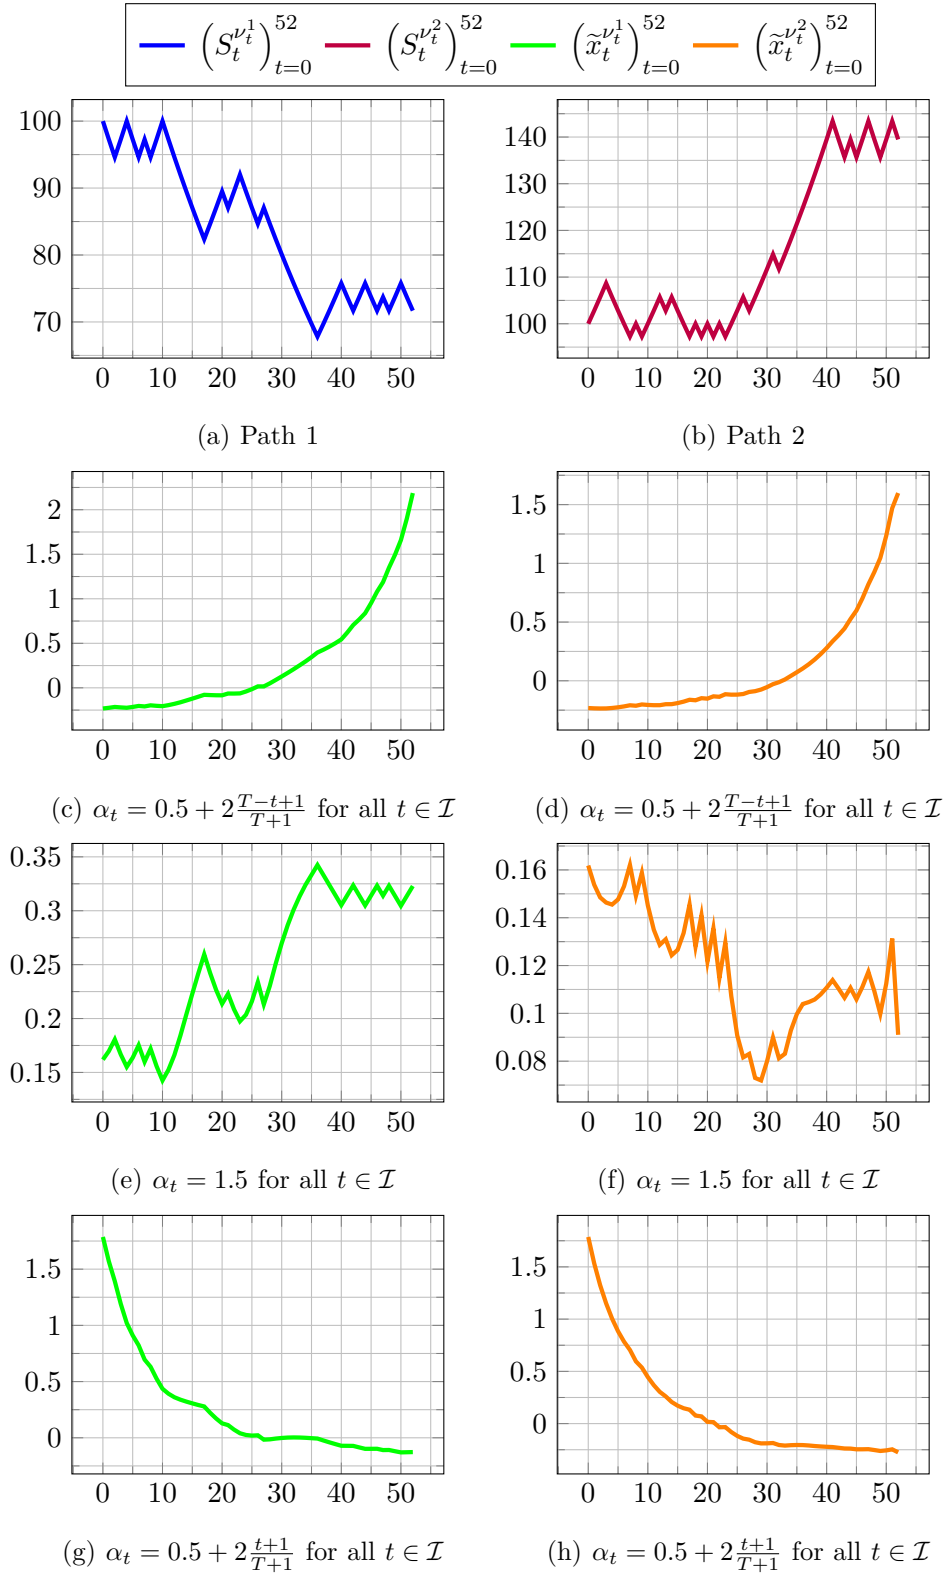 (S_t^{ν_t^1})_{t=0}^{52} (S_t^{ν_t^2})_{t=0}^{52} (x̃_t^{ν_t^1})_{t=0}^{52} (x̃_t^{ν_t^2})_{t=0}^{52}
100
90
80
70
0 10 20 30 40 50
(a) Path 1
140
130
120
110
100
0 10 20 30 40 50
(b) Path 2
2
1.5
1
0.5
0
0 10 20 30 40 50
(c) α_t = 0.5 + 2\frac{T−t+1}{T+1} for all t ∈ ℐ
1.5
1
0.5
0
0 10 20 30 40 50
(d) α_t = 0.5 + 2\frac{T−t+1}{T+1} for all t ∈ ℐ
0.35
0.3
0.25
0.2
0.15
0 10 20 30 40 50
(e) α_t = 1.5 for all t ∈ ℐ
0.16
0.14
0.12
0.1
0.08
0 10 20 30 40 50
(f) α_t = 1.5 for all t ∈ ℐ
1.5
1
0.5
0
0 10 20 30 40 50
(g) α_t = 0.5 + 2\frac{t+1}{T+1} for all t ∈ ℐ
1.5
1
0.5
0
0 10 20 30 40 50
(h) α_t = 0.5 + 2\frac{t+1}{T+1} for all t ∈ ℐ